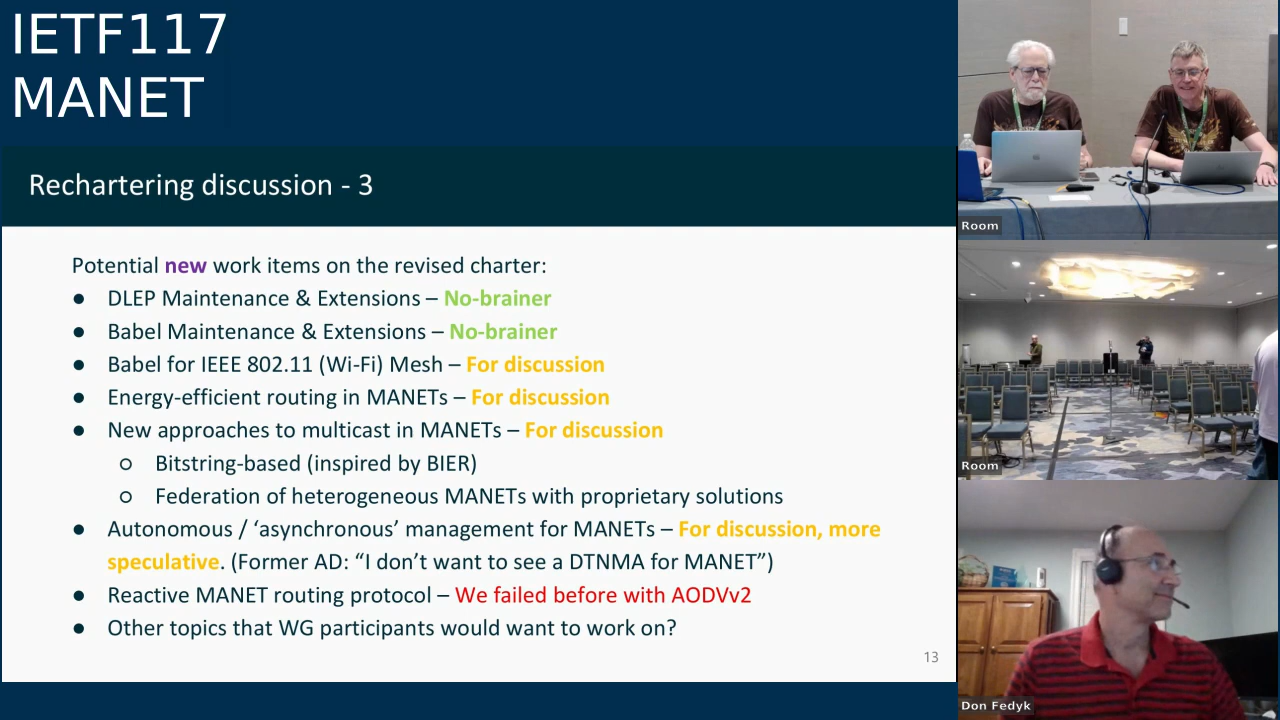 IETF117
MANET
Rechartering discussion - 3
Potential new work items on the revised charter:
● DLEP Maintenance & Extensions – No-brainer
● Babel Maintenance & Extensions – No-brainer
● Babel for IEEE 802.11 (Wi-Fi) Mesh – For discussion
● Energy-efficient routing in MANETs – For discussion
● New approaches to multicast in MANETs – For discussion
○ Bitstring-based (inspired by BIER)
○ Federation of heterogeneous MANETs with proprietary solutions
● Autonomous / ‘asynchronous’ management for MANETs – For discussion, more
speculative. (Former AD: “I don’t want to see a DTNMA for MANET”)
● Reactive MANET routing protocol – We failed before with AODVv2
● Other topics that WG participants would want to work on?
13
Room
Room
Don Fedyk